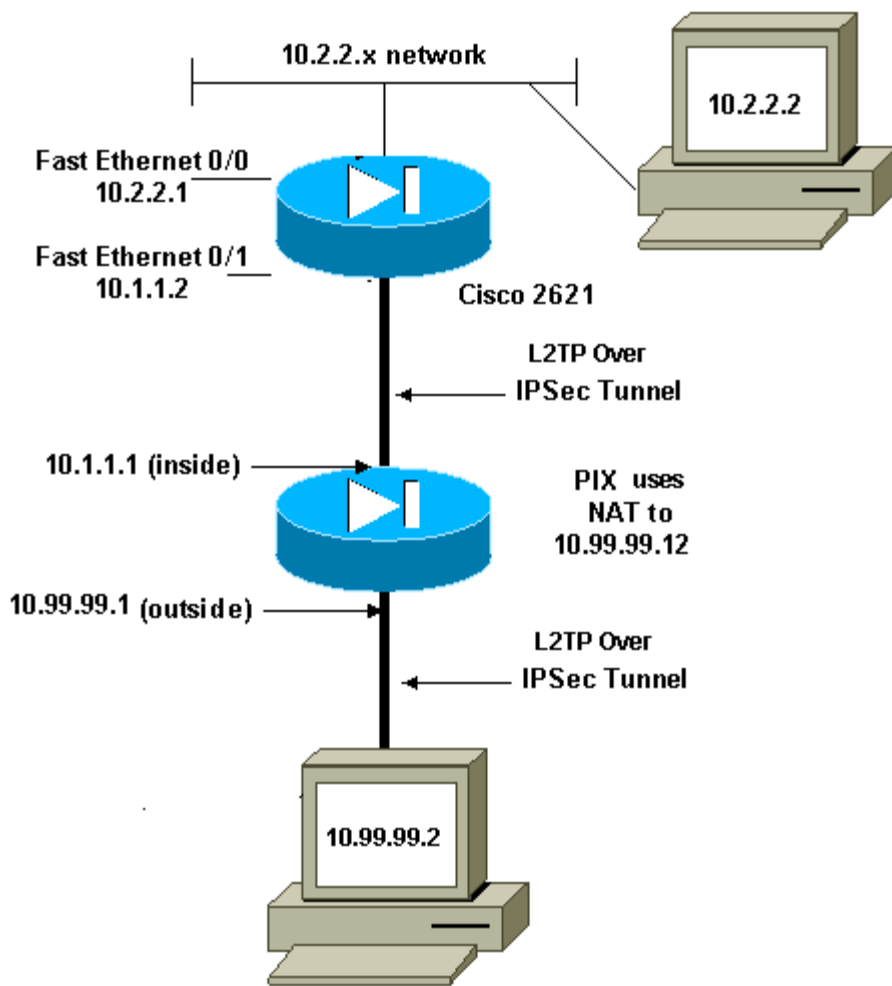 10.2.2.x network
10.2.2.2
Fast Ethernet 0/0
10.2.2.1
Fast Ethernet 0/1
10.1.1.2
Cisco 2621
L2TP Over
IPSec Tunnel
10.1.1.1 (inside)
PIX uses
NAT to
10.99.99.12
10.99.99.1 (outside)
L2TP Over
IPSec Tunnel
10.99.99.2